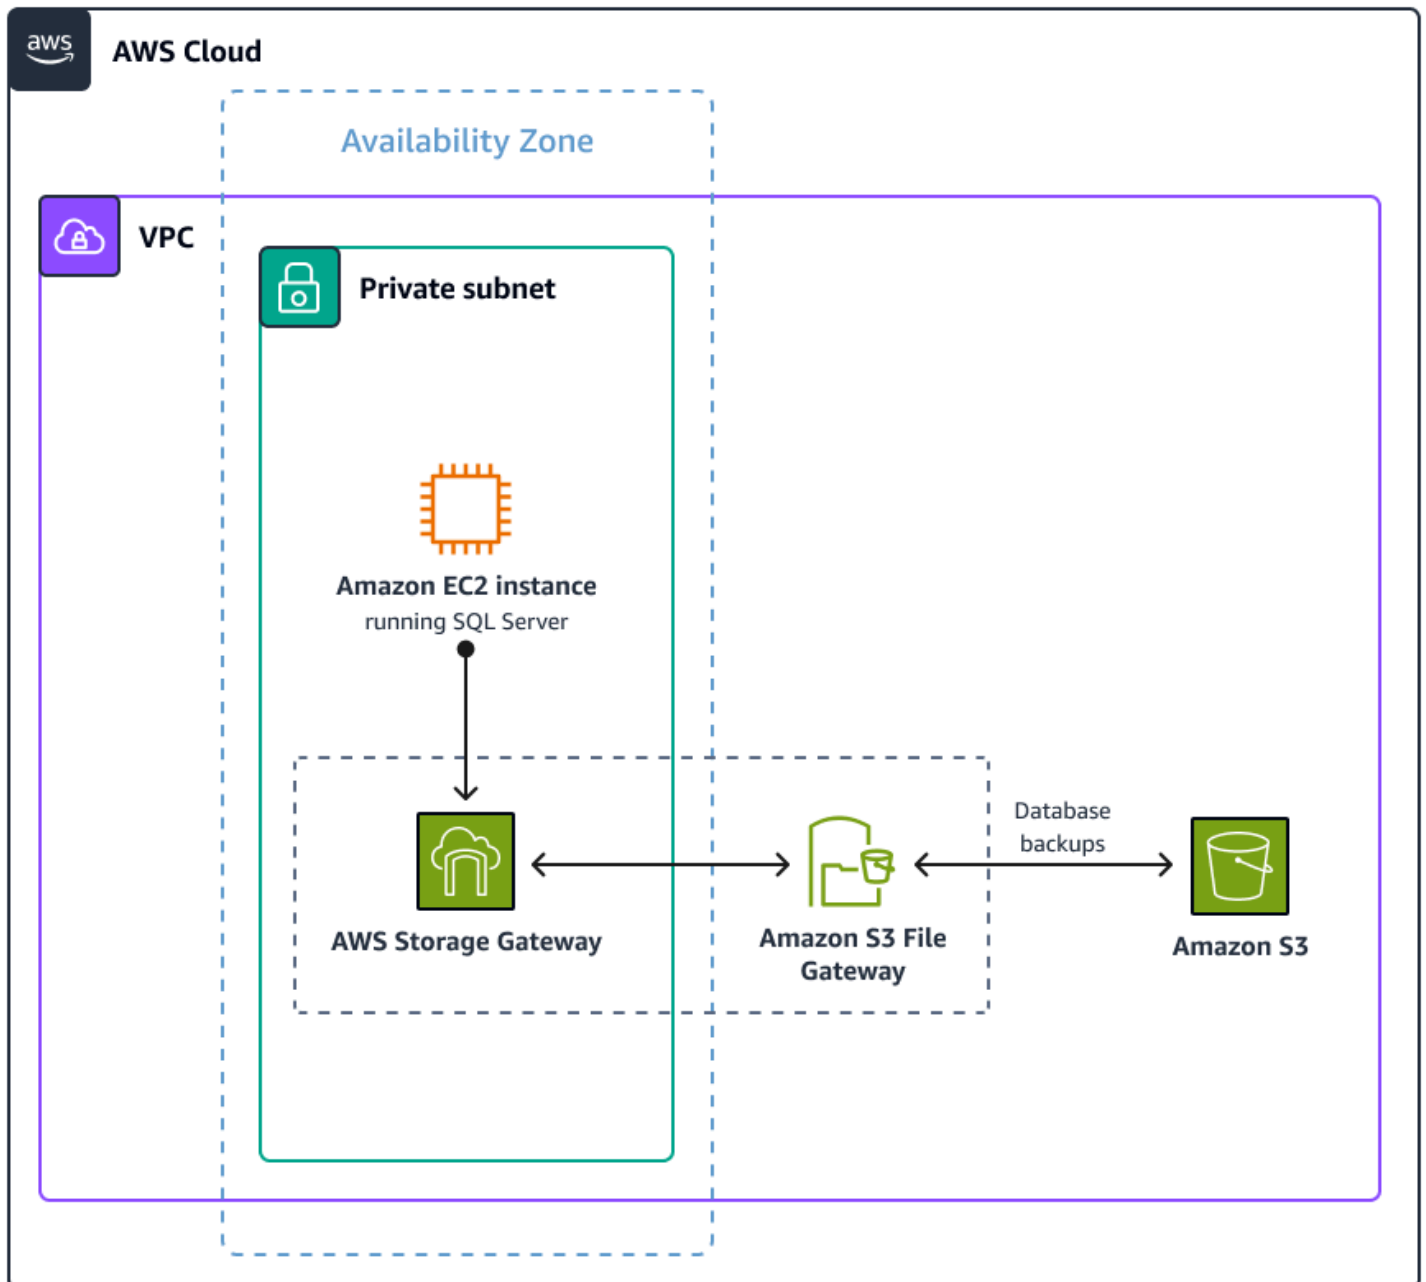 aws
AWS Cloud
Availability Zone
VPC
Private subnet
Amazon EC2 instance
running SQL Server
Database
backups
AWS Storage Gateway
Amazon S3 File
Gateway
Amazon S3